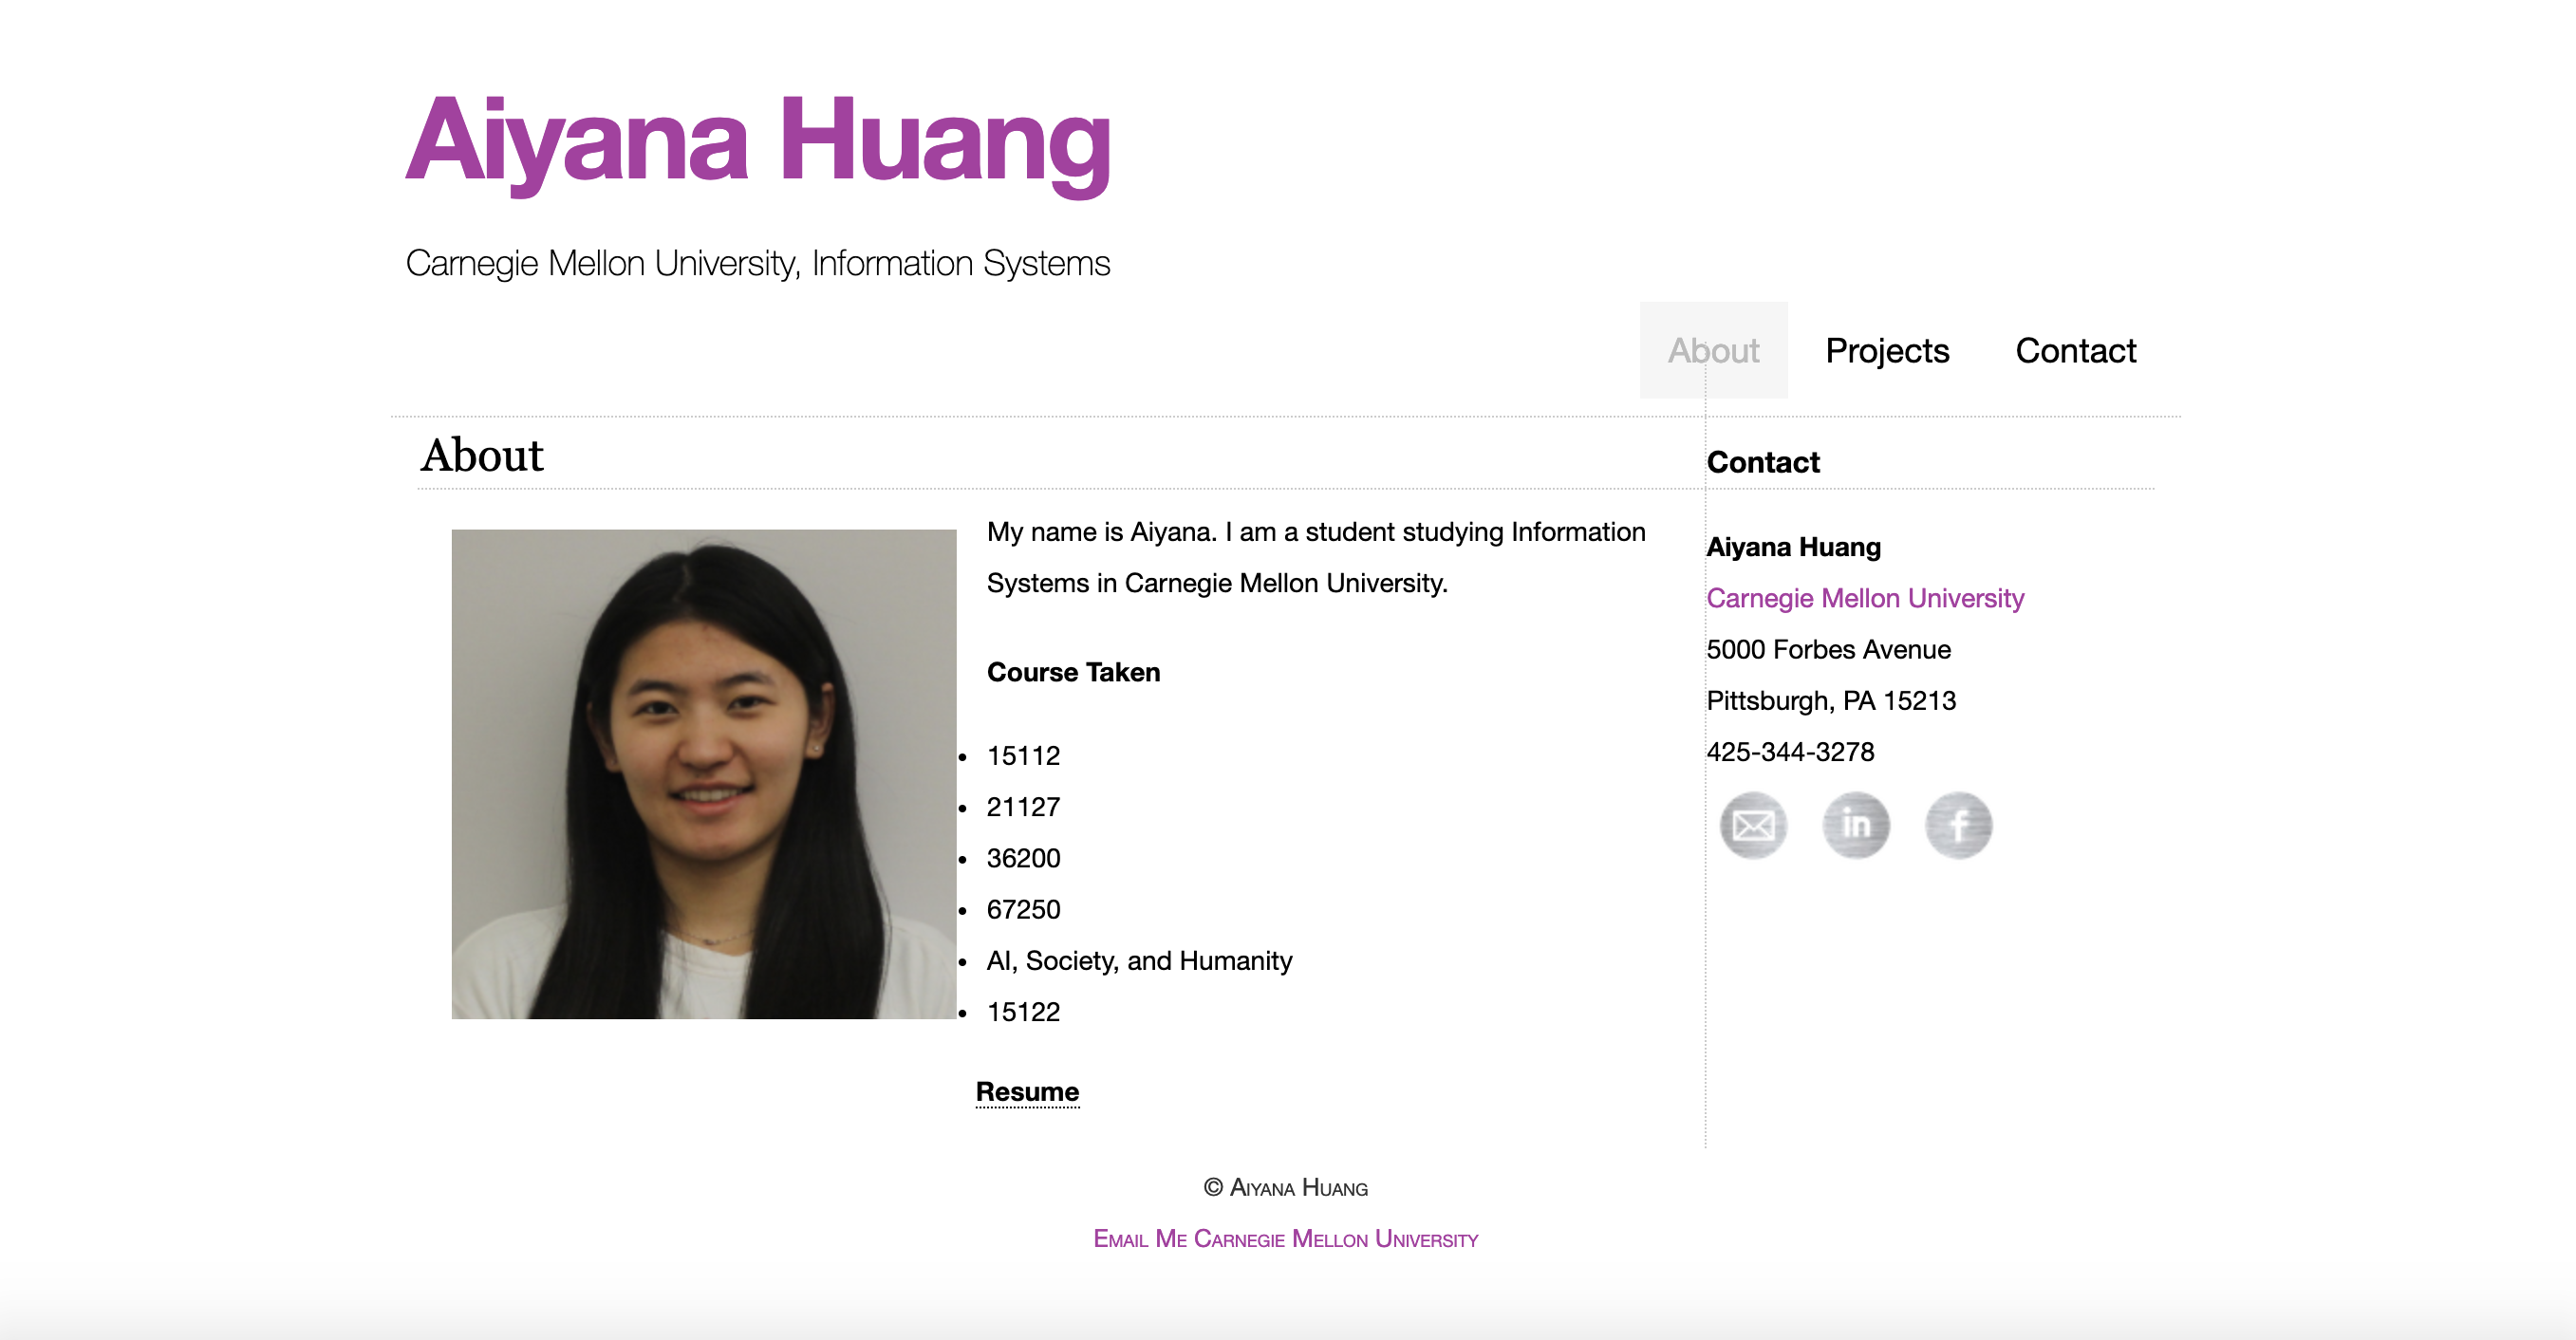 Aiyana Huang
Carnegie Mellon University, Information Systems
About Projects Contact
About
My name is Aiyana. I am a student studying Information
Systems in Carnegie Mellon University.
Course Taken
• 15112
• 21127
• 36200
• 67250
• AI, Society, and Humanity
• 15122
Resume
Contact
Aiyana Huang
Carnegie Mellon University
5000 Forbes Avenue
Pittsburgh, PA 15213
425-344-3278
in f
© Aiyana Huang
Email Me Carnegie Mellon University